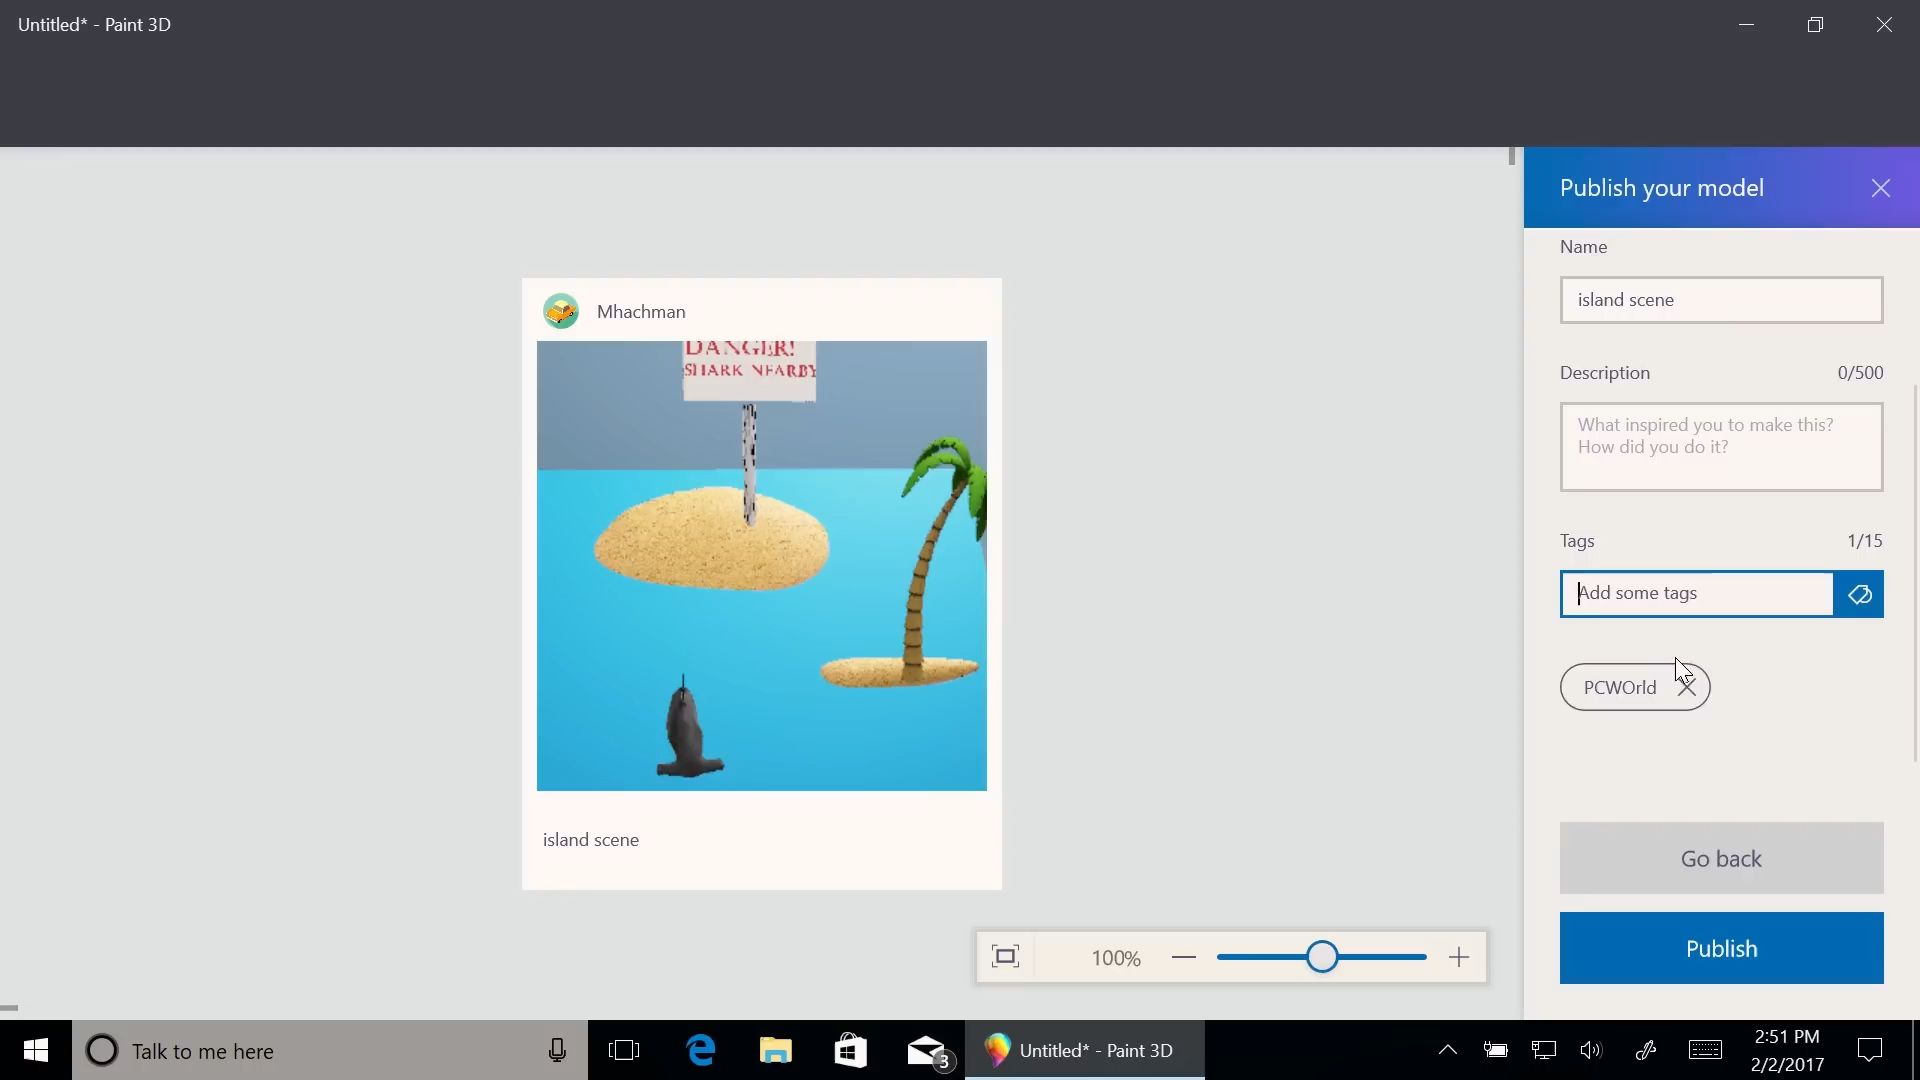 Untitled* - Paint 3D
Publish your model
Name
island scene
Description 0/500
What inspired you to make this?
How did you do it?
Tags 1/15
Add some tags
PCWOrld
Go back
Publish
Mhachman
DANGER!
SHARK NEARBY
island scene
100%
Talk to me here
3
Untitled* - Paint 3D
2:51 PM
2/2/2017